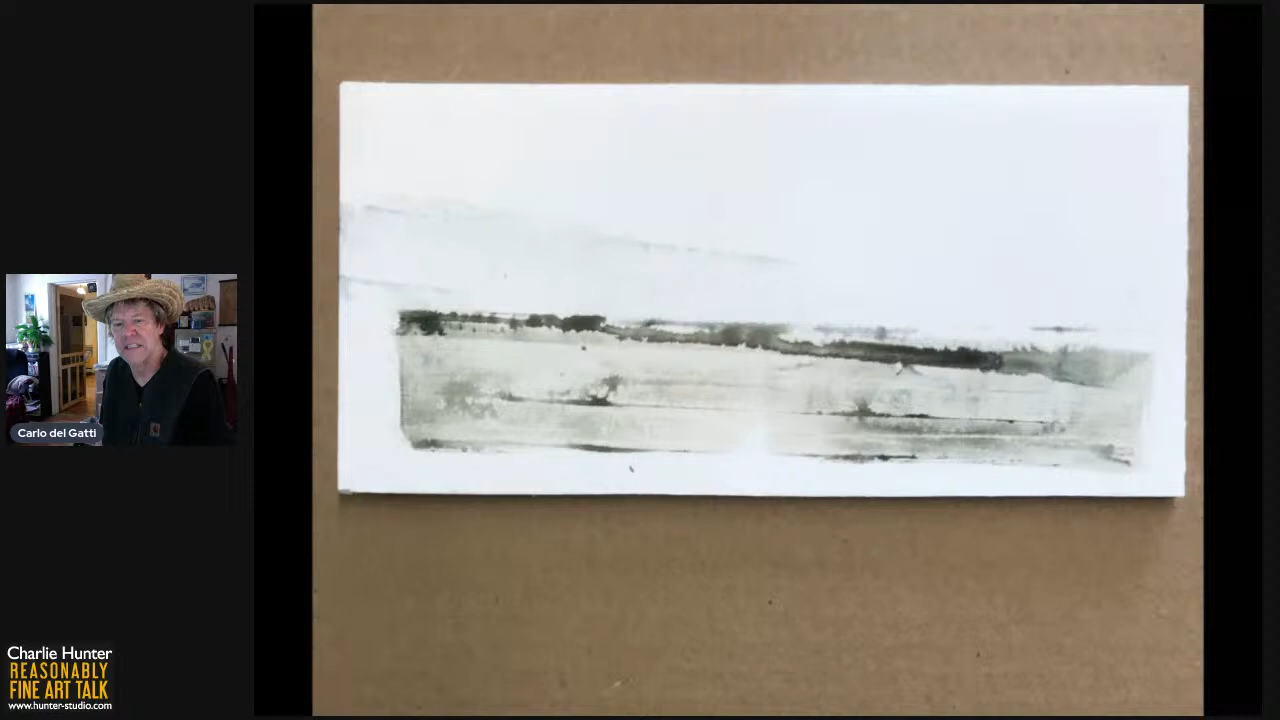 Carlo del Gatti
Charlie Hunter
REASONABLY
FINE ART TALK
www.hunter-studio.com